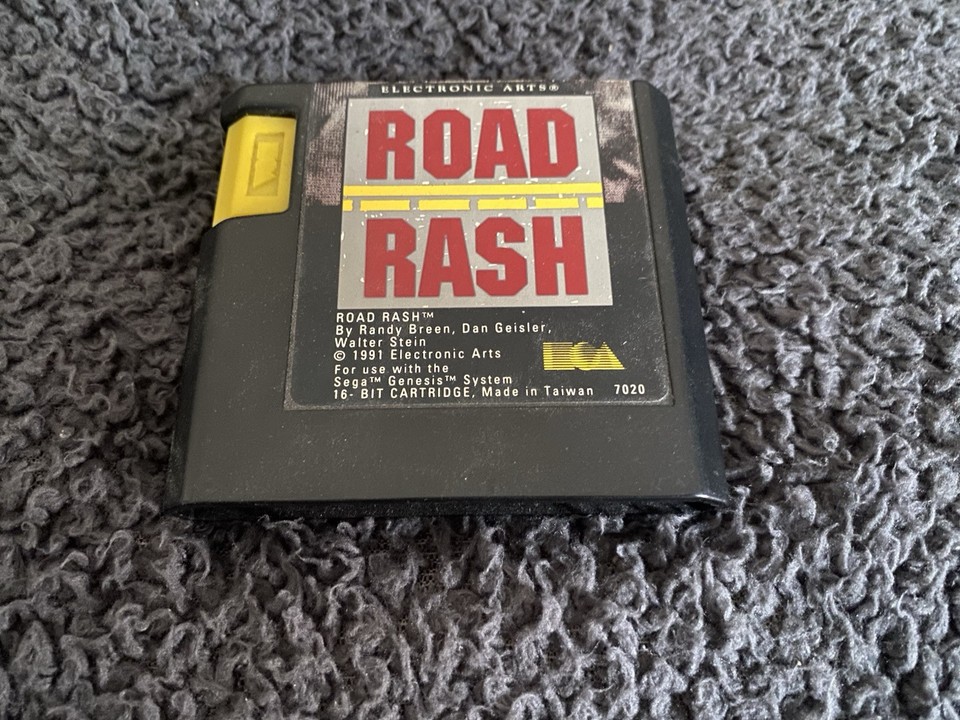 ELECTRONIC ARTS®
ROAD
RASH
ROAD RASH™
By Randy Breen, Dan Geisler,
Walter Stein
© 1991 Electronic Arts
For use with the
Sega™ Genesis™ System
16- BIT CARTRIDGE, Made in Taiwan 7020
EA